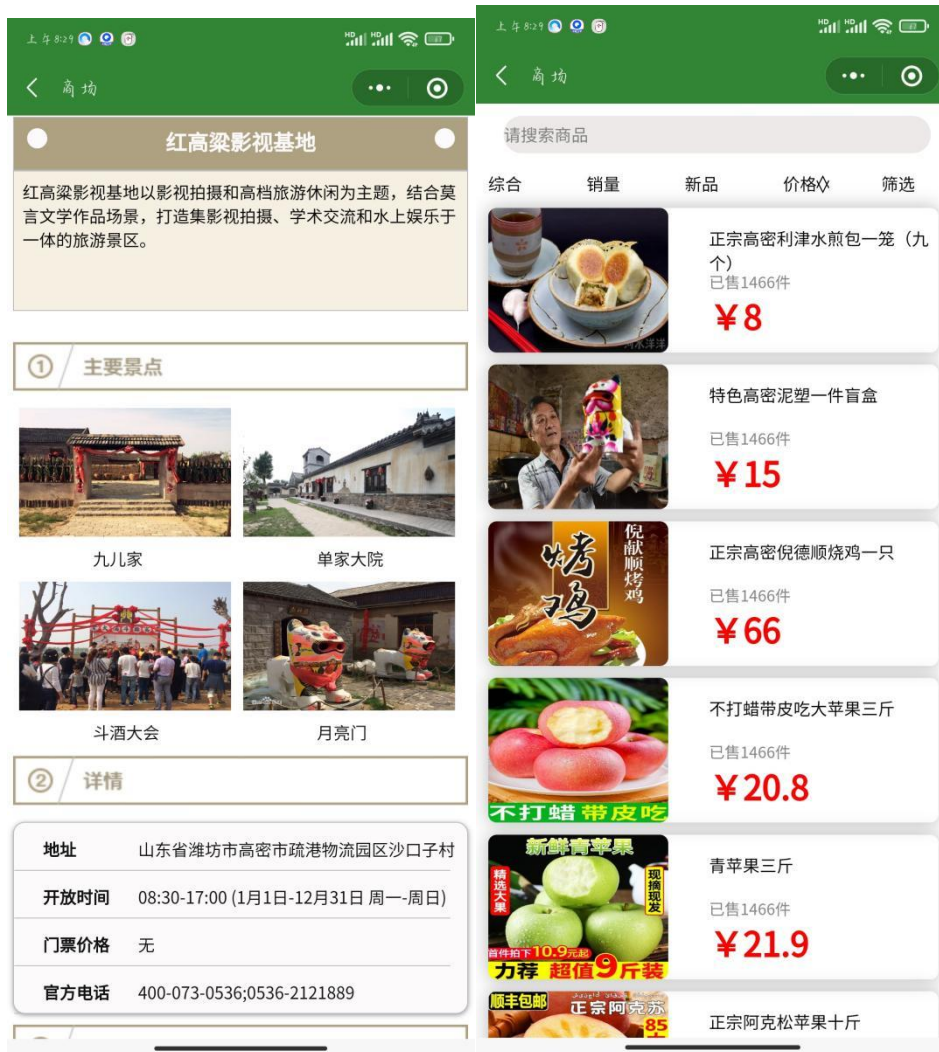 上午8:29
商场
红高粱影视基地
红高粱影视基地以影视拍摄和高档旅游休闲为主题，结合莫
言文学作品场景，打造集影视拍摄、学术交流和水上娱乐于
一体的旅游景区。
① 主要景点
九儿家
单家大院
斗酒大会
月亮门
② 详情
地址 山东省潍坊市高密市疏港物流园区沙口子村
开放时间 08:30-17:00 (1月1日-12月31日 周一-周日)
门票价格 无
官方电话 400-073-0536;0536-2121889
上午8:29
商场
请搜索商品
综合 销量 新品 价格 筛选
正宗高密利津水煎包一笼（九
个）
已售1466件
￥8
特色高密泥塑一件盲盒
已售1466件
￥15
倪献顺烤鸡
烤鸡
正宗高密倪德顺烧鸡一只
已售1466件
￥66
不打蜡带皮吃大苹果三斤
已售1466件
￥20.8
不打蜡 带皮吃
新鲜青苹果
精选大果
现摘现发
首件拍下10.9元起
力荐 超值9斤装
青苹果三斤
已售1466件
￥21.9
顺丰包邮
正宗阿克苏
85
正宗阿克松苹果十斤